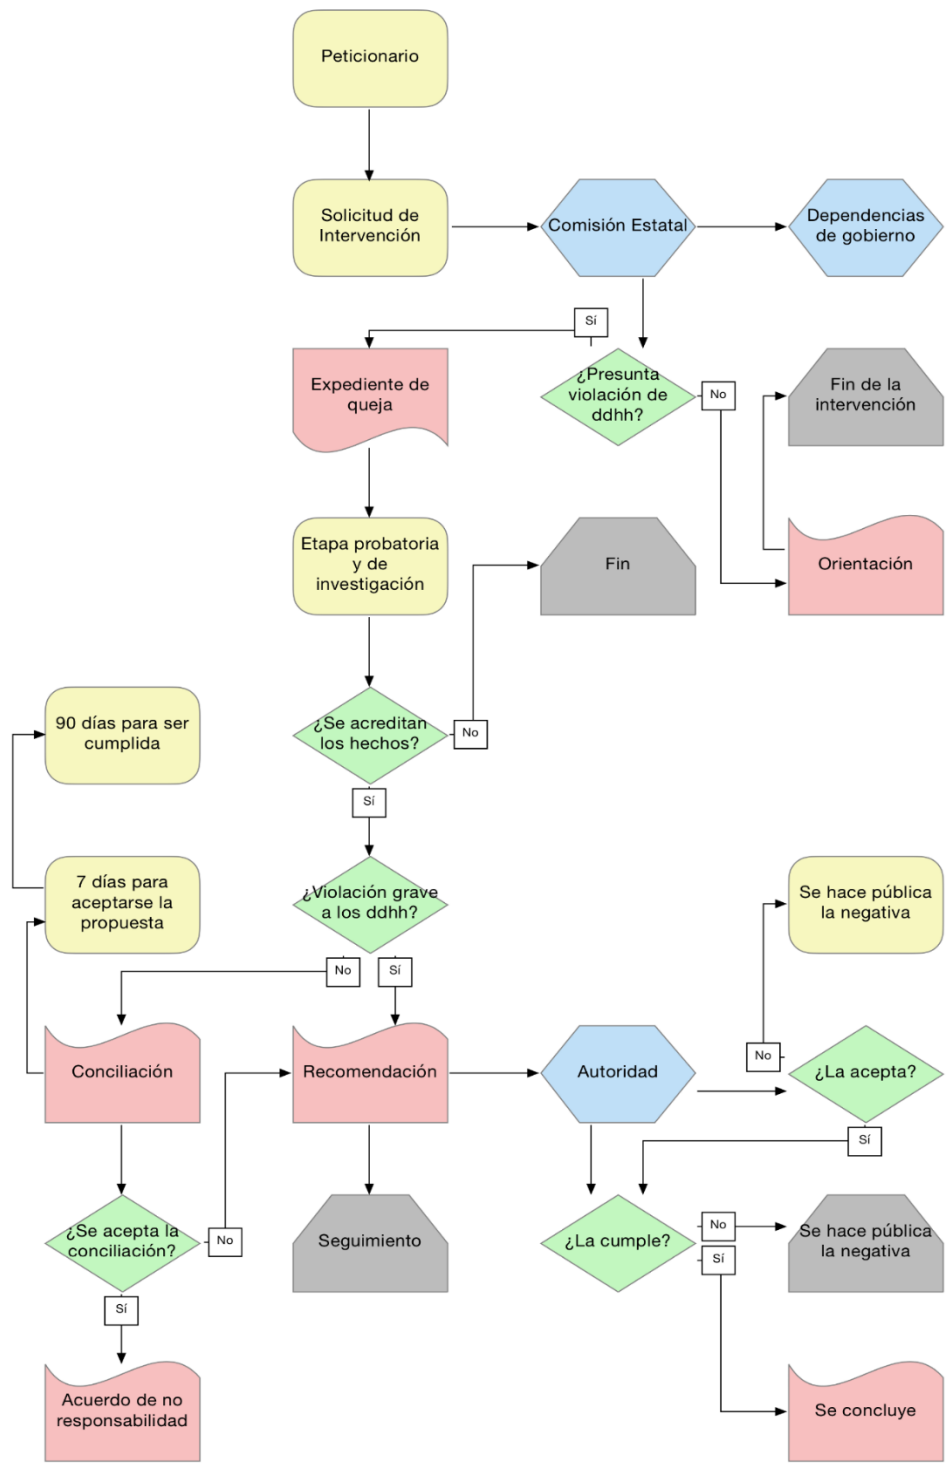 Peticionario
Solicitud de
Intervención
Comisión Estatal
Dependencias
de gobierno
Sí
Expediente de
queja
¿Presunta
violación de
ddhh?
No
Fin de la
intervención
Etapa probatoria
y de
investigación
Fin
Orientación
90 días para ser
cumplida
¿Se acreditan
los hechos?
No
Sí
7 días para
aceptarse la
propuesta
¿Violación grave
a los ddhh?
Se hace pública
la negativa
No
Sí
Conciliación
Recomendación
Autoridad
No
¿La acepta?
Sí
¿Se acepta la
conciliación?
No
Seguimiento
¿La cumple?
No
Sí
Se hace pública
la negativa
Sí
Acuerdo de no
responsabilidad
Se concluye